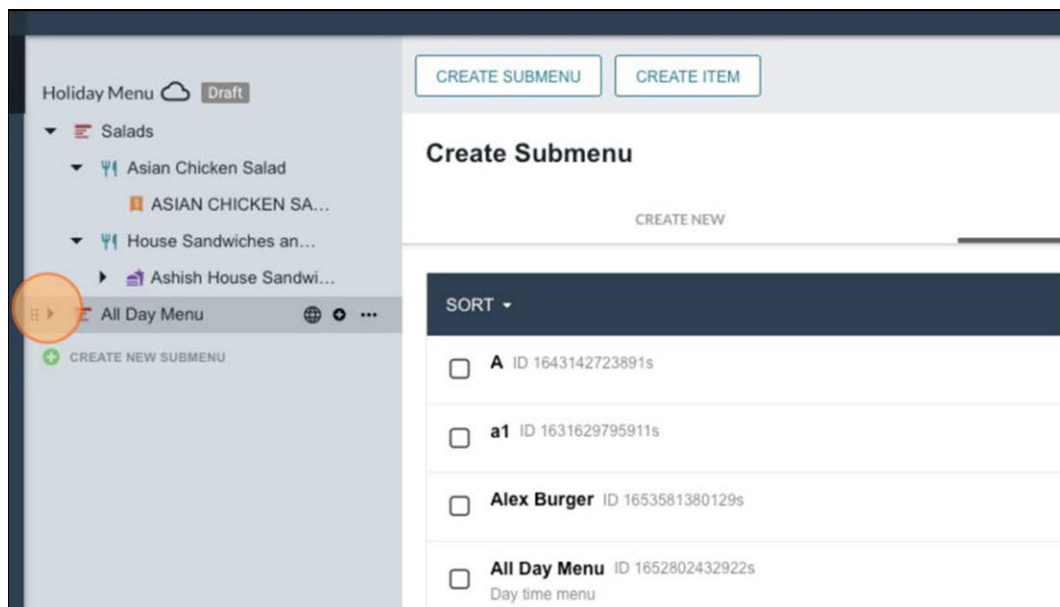 Holiday Menu Draft
Salads
Asian Chicken Salad
ASIAN CHICKEN SA...
House Sandwiches an...
Ashish House Sandwi...
All Day Menu
CREATE NEW SUBMENU
CREATE SUBMENU CREATE ITEM
Create Submenu
CREATE NEW
SORT
A ID 1643142723891s
a1 ID 1631629795911s
Alex Burger ID 1653581380129s
All Day Menu ID 1652802432922s
Day time menu